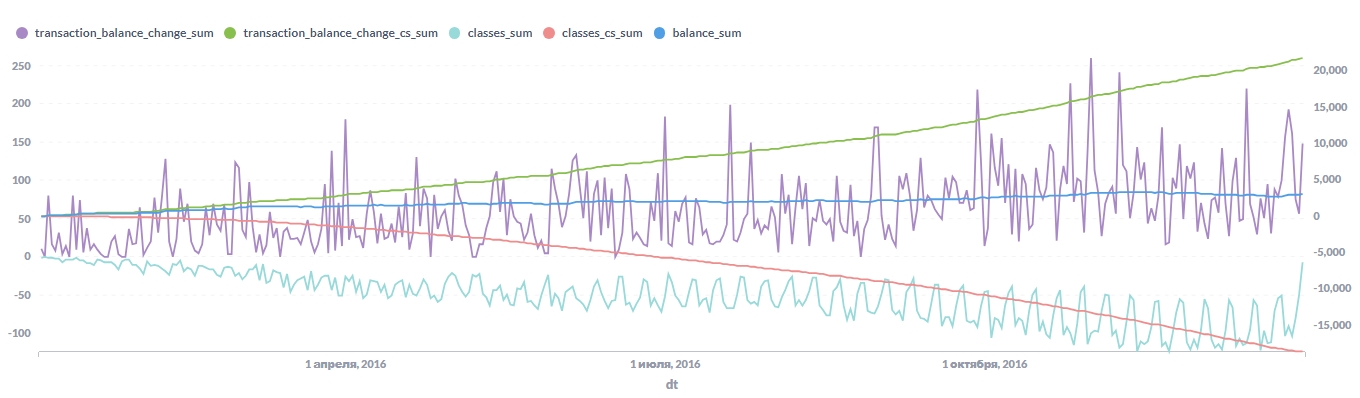 transaction_balance_change_sum transaction_balance_change_cs_sum classes_sum classes_cs_sum balance_sum
250 20,000
200 15,000
150 10,000
100 5,000
50 0
0 -5,000
-50 -10,000
-100 -15,000
1 апреля, 2016 1 июля, 2016 1 октября, 2016
dt